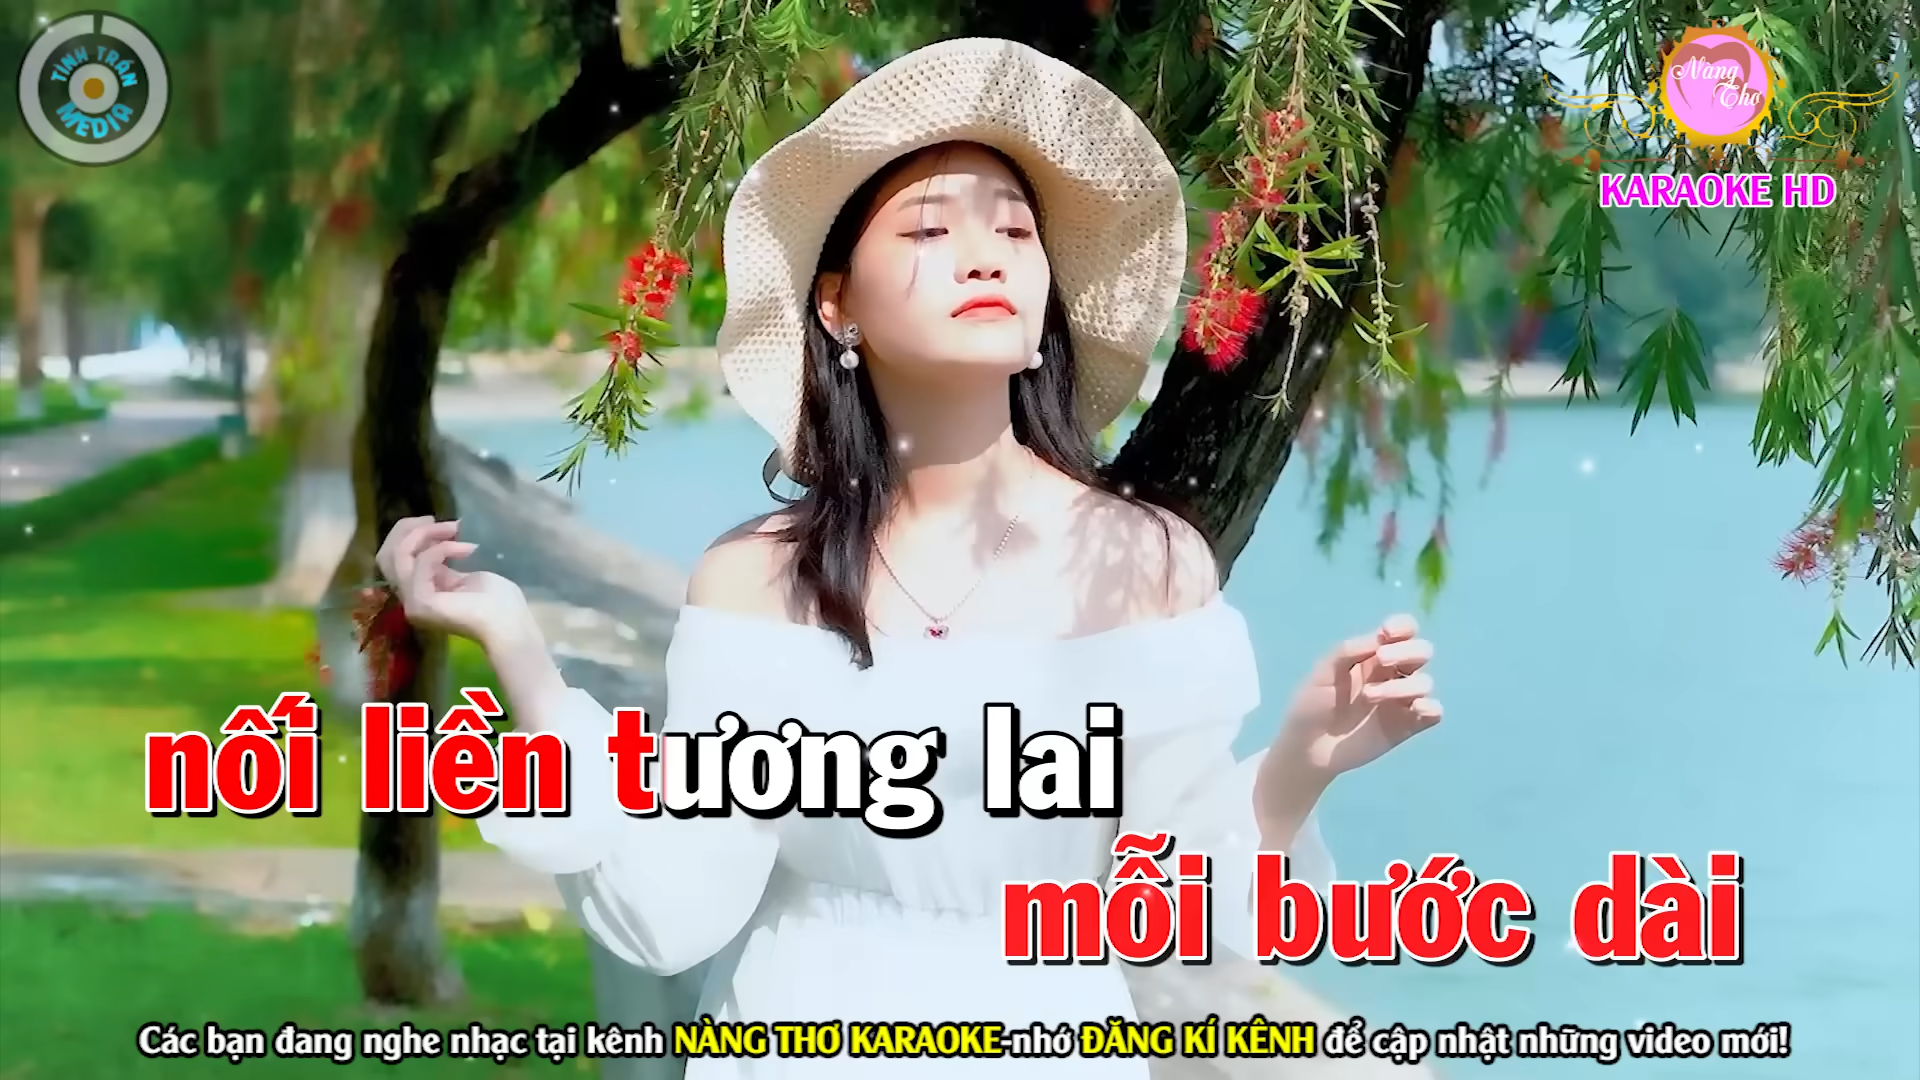 TÌNH TRẦN
MEDIA
Nàng
Thơ
KARAOKE HD
nối liền tương lai
mỗi bước dài
Các bạn đang nghe nhạc tại kênh NÀNG THƠ KARAOKE-nhớ ĐĂNG KÍ KÊNH để cập nhật những video mới!